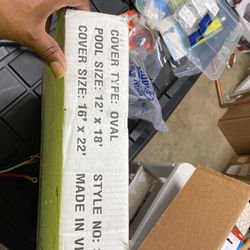 COVER TYPE: OVAL
POOL SIZE: 12' x 18'
COVER SIZE: 16' x 22'
STYLE NO:
MADE IN